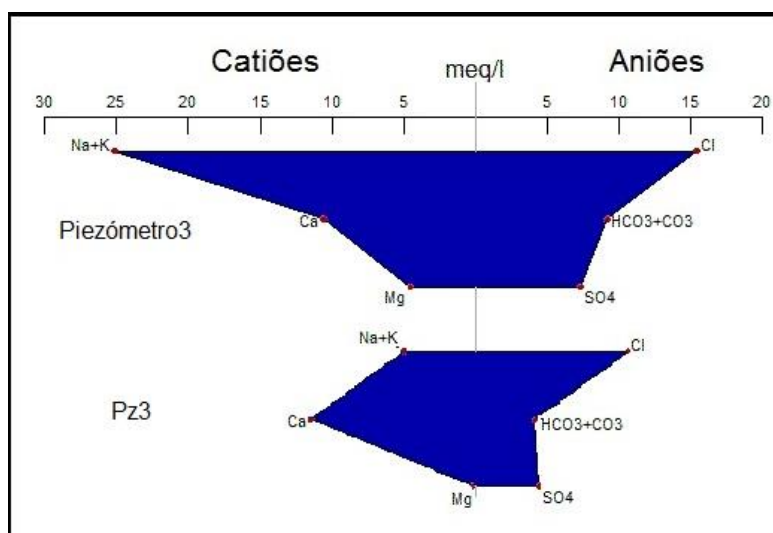 Catiões meq/l Aniões
30 25 20 15 10 5 5 10 15 20
Na+K Cl
Piezómetro3 Ca HCO3+CO3
Mg SO4
Na+K Cl
Pz3 Ca HCO3+CO3
Mg SO4